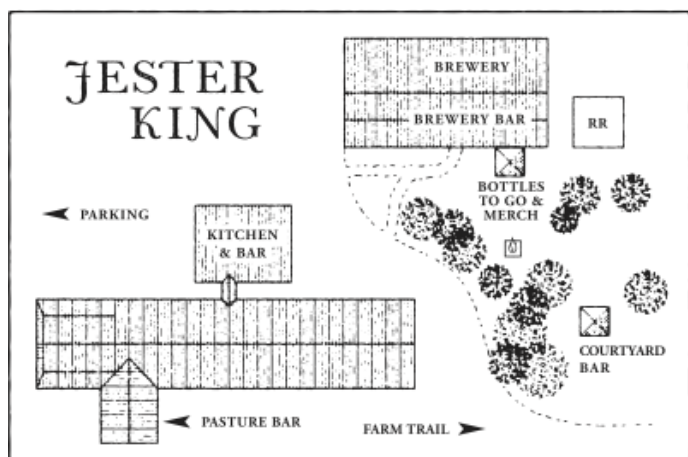 JESTER
KING
BREWERY
BREWERY BAR
RR
BOTTLES
TO GO &
MERCH
PARKING
KITCHEN
& BAR
COURTYARD
BAR
PASTURE BAR
FARM TRAIL